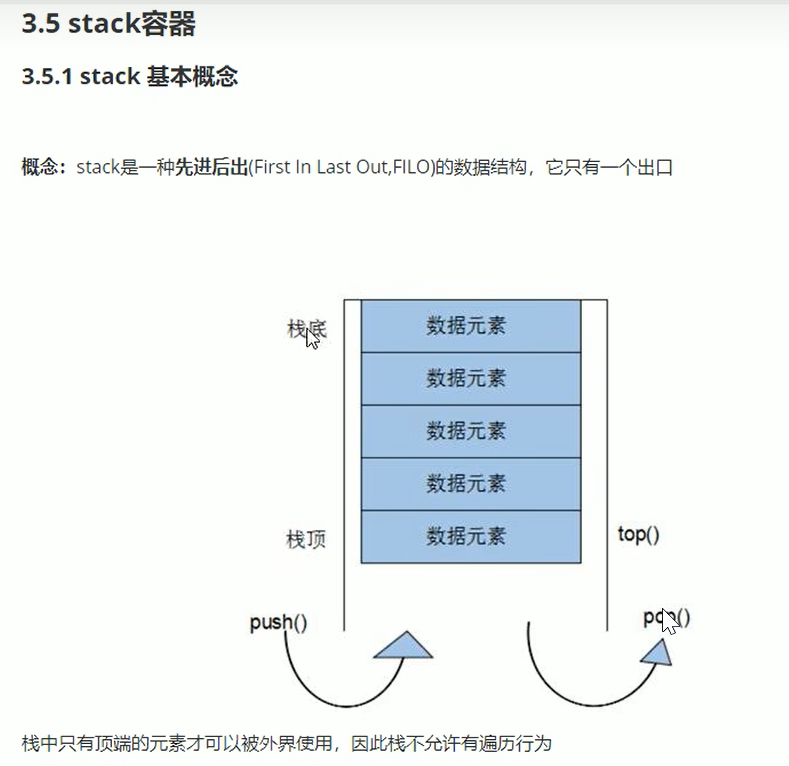 3.5 stack容器
3.5.1 stack 基本概念
概念：stack是一种先进后出(First In Last Out,FILO)的数据结构，它只有一个出口
栈底
数据元素
数据元素
数据元素
数据元素
栈顶
数据元素
top()
push()
pop()
栈中只有顶端的元素才可以被外界使用，因此栈不允许有遍历行为